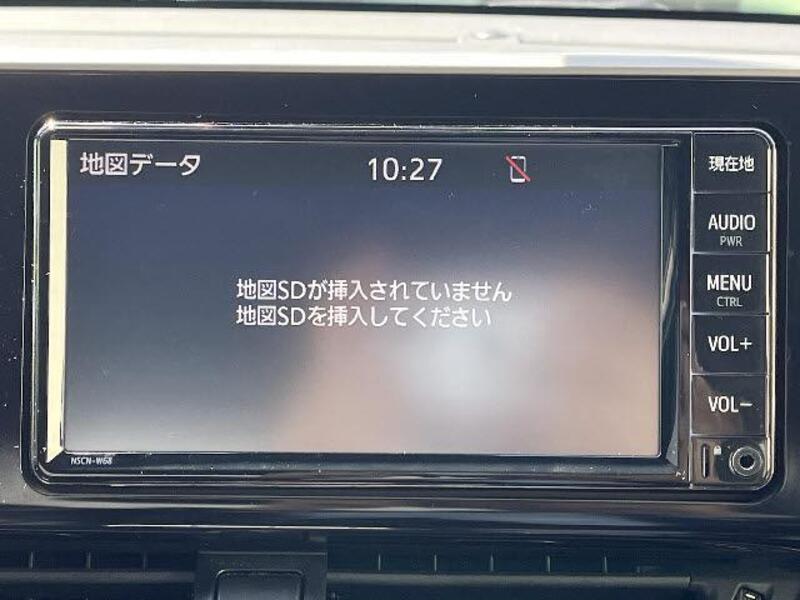 地図データ
10:27
地図SDが挿入されていません
地図SDを挿入してください
NSCN-W68
現在地
AUDIO
PWR
MENU
CTRL
VOL+
VOL-